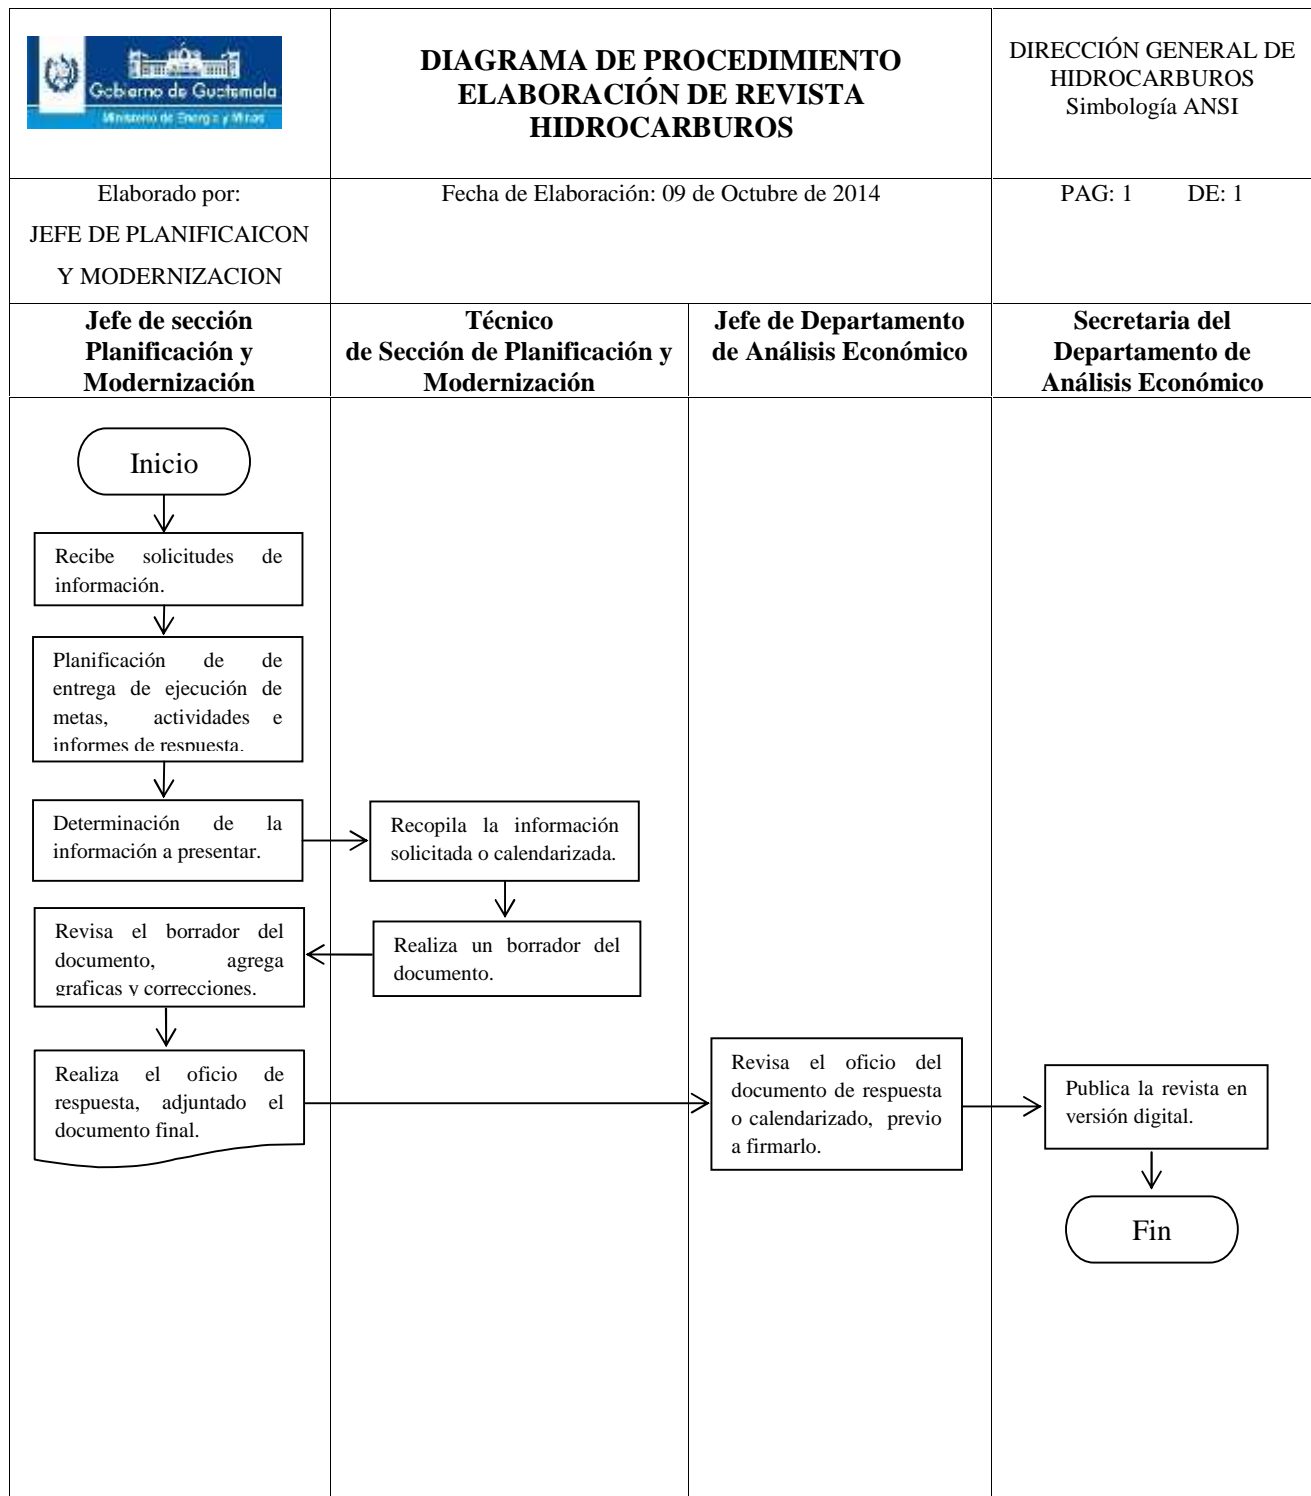 Gobierno de Guatemala
Ministerio de Energía y Minas
DIAGRAMA DE PROCEDIMIENTO
ELABORACIÓN DE REVISTA
HIDROCARBUROS
DIRECCIÓN GENERAL DE
HIDROCARBUROS
Simbología ANSI
Elaborado por:
JEFE DE PLANIFICAICON
Y MODERNIZACION
Fecha de Elaboración: 09 de Octubre de 2014
PAG: 1 DE: 1
Jefe de sección
Planificación y
Modernización
Técnico
de Sección de Planificación y
Modernización
Jefe de Departamento
de Análisis Económico
Secretaria del
Departamento de
Análisis Económico
Inicio
Recibe solicitudes de
información.
Planificación de de
entrega de ejecución de
metas, actividades e
informes de respuesta.
Determinación de la
información a presentar.
Recopila la información
solicitada o calendarizada.
Realiza un borrador del
documento.
Revisa el borrador del
documento, agrega
graficas y correcciones.
Realiza el oficio de
respuesta, adjuntado el
documento final.
Revisa el oficio del
documento de respuesta
o calendarizado, previo
a firmarlo.
Publica la revista en
versión digital.
Fin